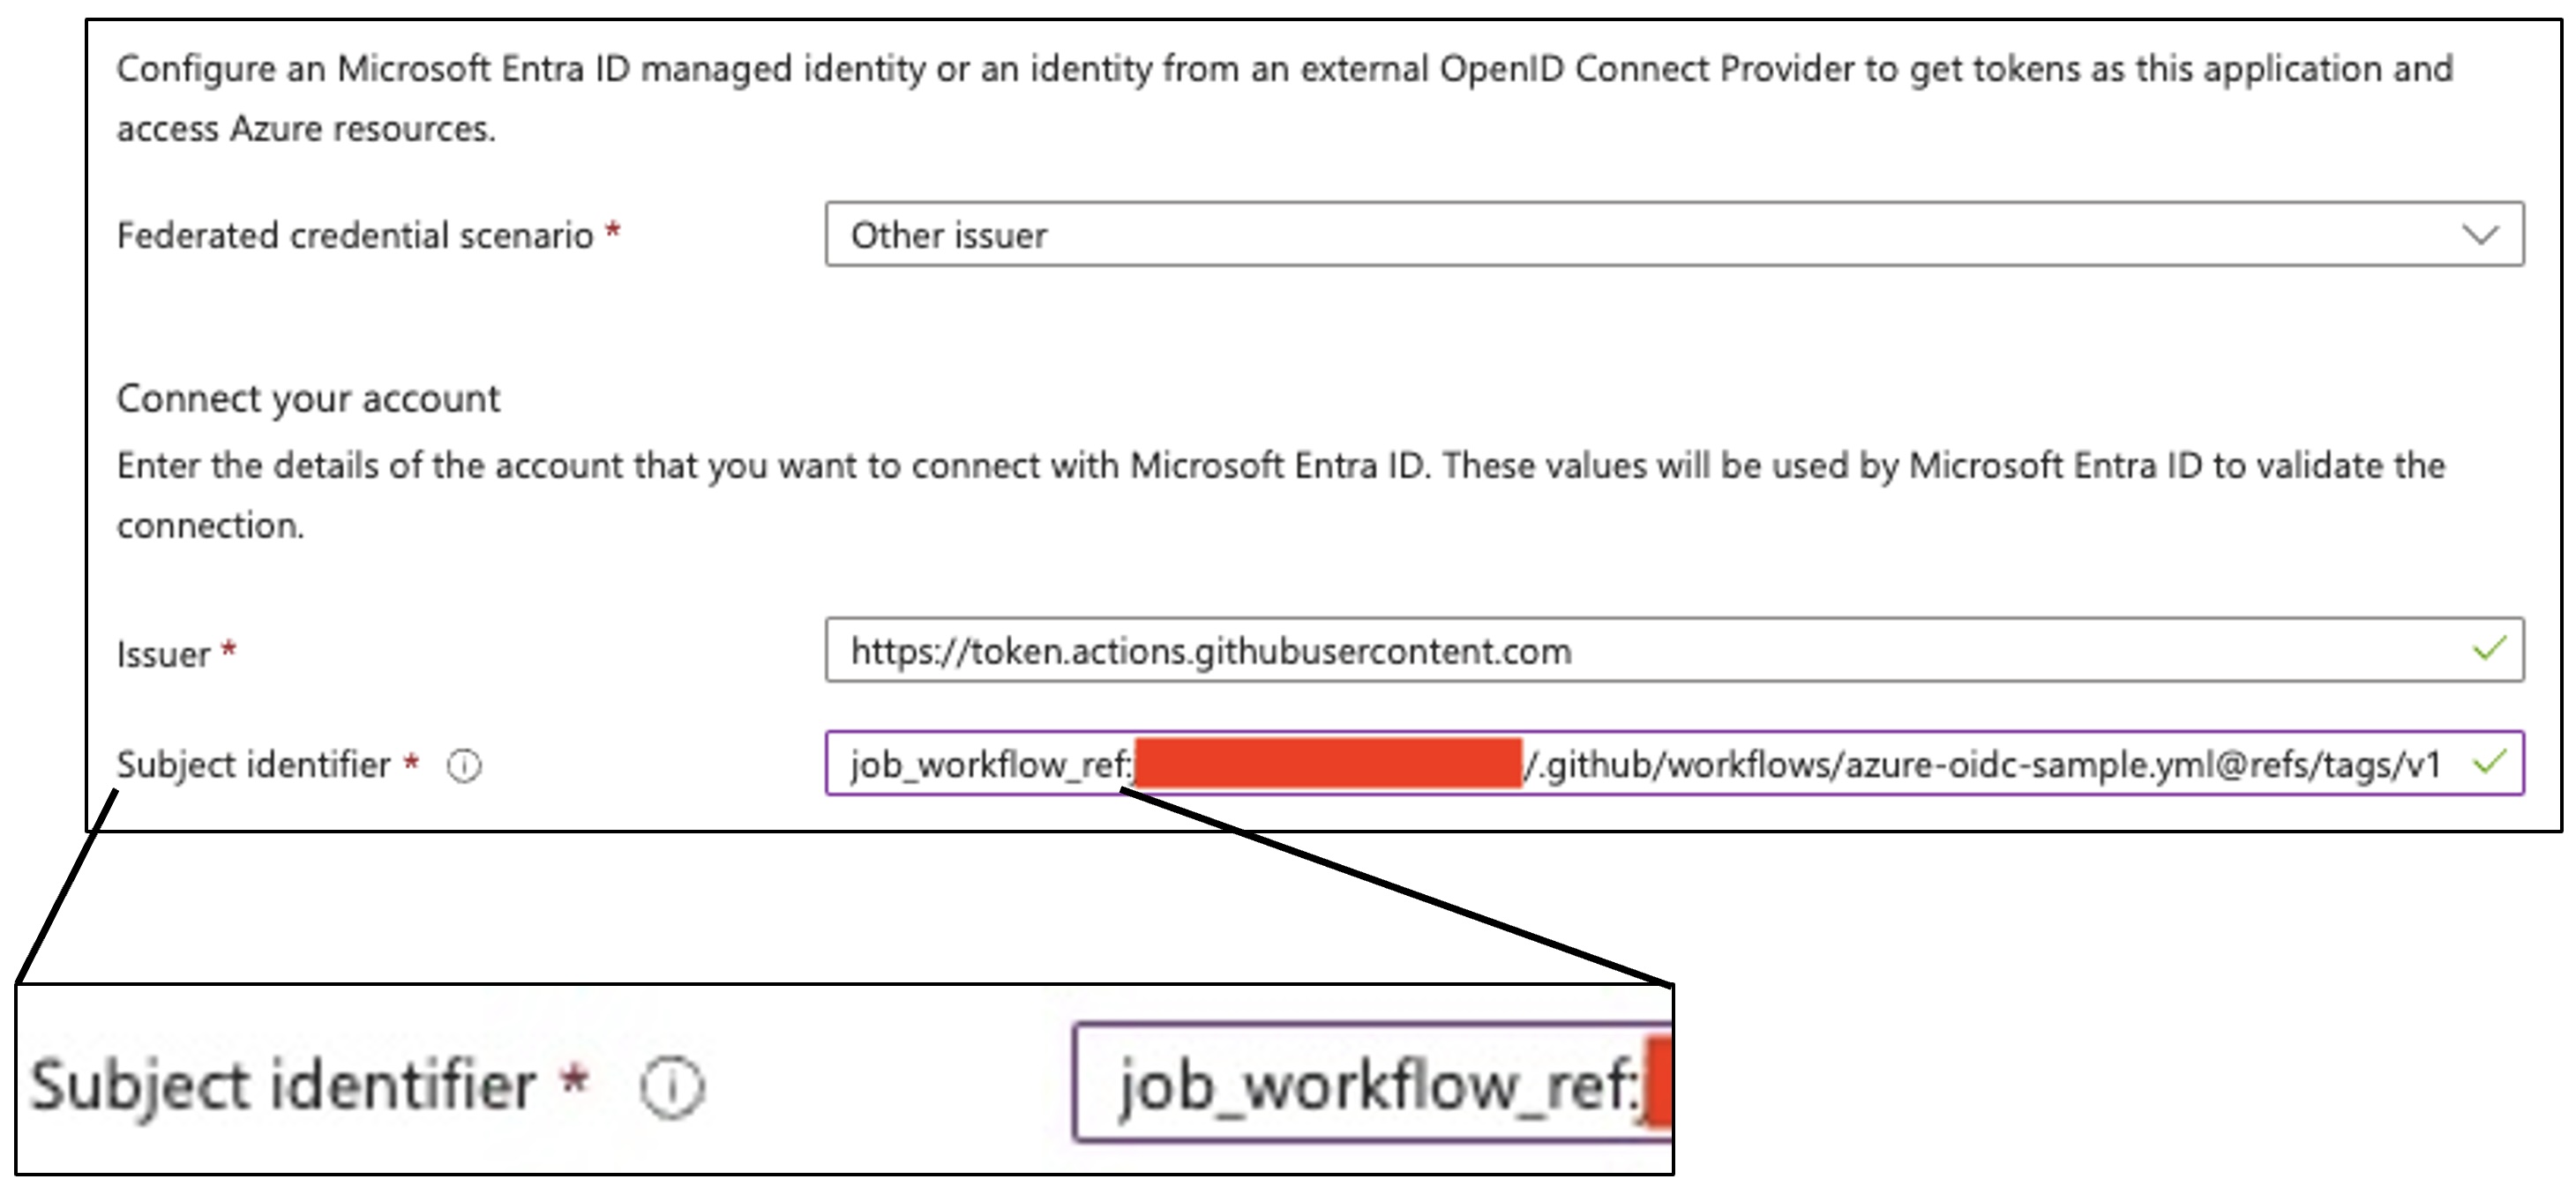 Configure an Microsoft Entra ID managed identity or an identity from an external OpenID Connect Provider to get tokens as this application and
access Azure resources.
Federated credential scenario *
Other issuer
Connect your account
Enter the details of the account that you want to connect with Microsoft Entra ID. These values will be used by Microsoft Entra ID to validate the
connection.
Issuer *
https://token.actions.githubusercontent.com
Subject identifier *
job_workflow_ref: /.github/workflows/azure-oidc-sample.yml@refs/tags/v1
Subject identifier *
job_workflow_ref: